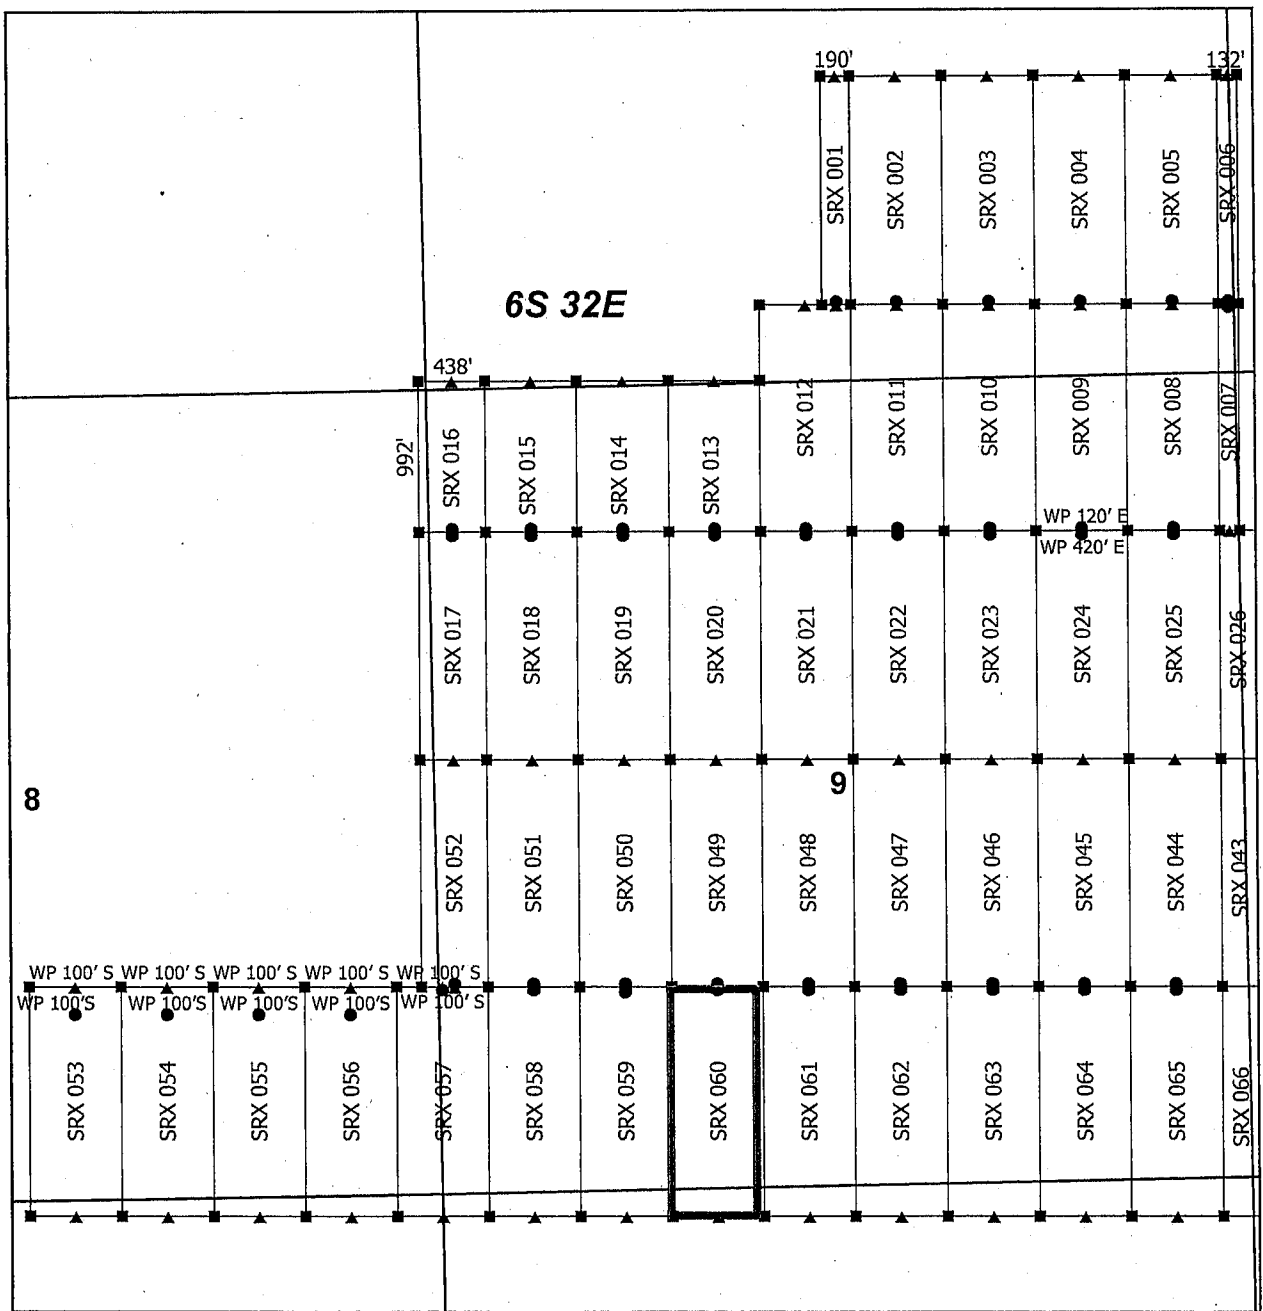 190'
132'
SRX 001
SRX 002
SRX 003
SRX 004
SRX 005
SRX 006
6S 32E
438'
992'
SRX 016
SRX 015
SRX 014
SRX 013
SRX 012
SRX 011
SRX 010
SRX 009
SRX 008
SRX 007
WP 120' E
WP 420' E
SRX 017
SRX 018
SRX 019
SRX 020
SRX 021
SRX 022
SRX 023
SRX 024
SRX 025
SRX 026
8
9
SRX 052
SRX 051
SRX 050
SRX 049
SRX 048
SRX 047
SRX 046
SRX 045
SRX 044
SRX 043
WP 100' S WP 100' S WP 100' S WP 100' S WP 100' S
WP 100'S WP 100'S WP 100'S WP 100'S WP 100' S
SRX 053
SRX 054
SRX 055
SRX 056
SRX 057
SRX 058
SRX 059
SRX 060
SRX 061
SRX 062
SRX 063
SRX 064
SRX 065
SRX 066